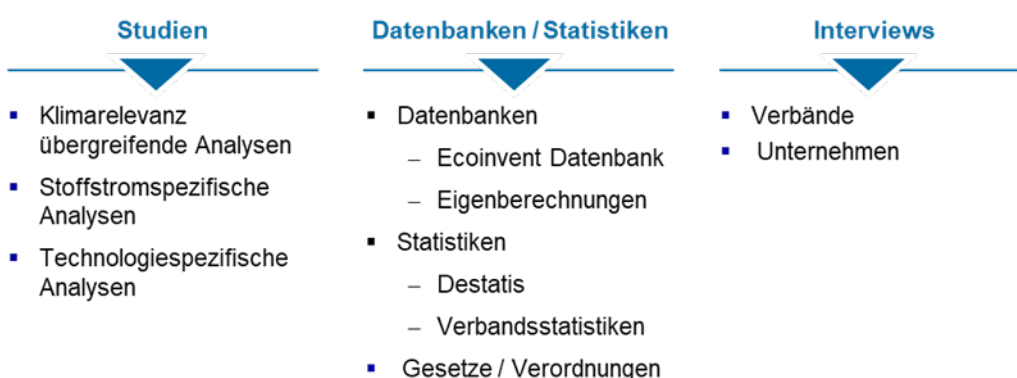 Studien
Klimarelevanz
übergreifende Analysen
Stoffstromspezifische
Analysen
Technologiespezifische
Analysen
Datenbanken / Statistiken
Datenbanken
– Ecoinvent Datenbank
– Eigenberechnungen
Statistiken
– Destatis
– Verbandsstatistiken
Gesetze / Verordnungen
Interviews
Verbände
Unternehmen